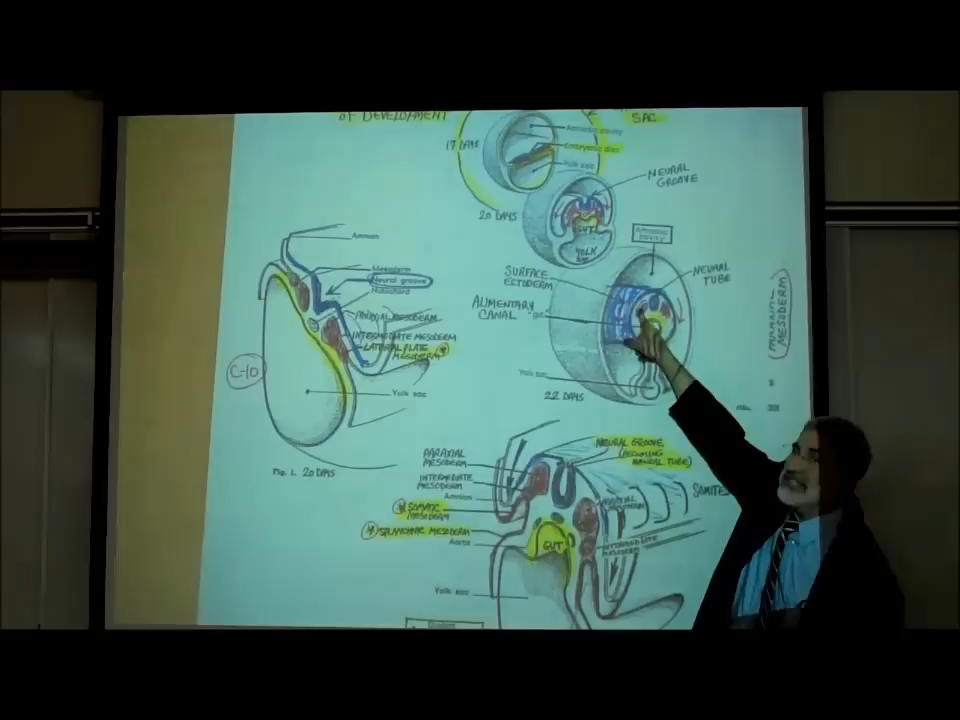 OF DEVELOPMENT
SAC
17 DAYS
Amniotic cavity
Embryonic disc
Yolk sac
NEURAL
GROOVE
20 DAYS
GUT
YOLK
Amniotic
cavity
SURFACE
ECTODERM
NEURAL
TUBE
ALIMENTARY
CANAL
Gut
Yolk sac
22 DAYS
MESODERM
Amnion
Mesoderm
Neural groove
Notochord
PARAXIAL MESODERM
INTERMEDIATE MESODERM
LATERAL PLATE
MESODERM
C-10
Yolk sac
FIG. 1. 20 DAYS
NEURAL GROOVE
(BECOMING
NEURAL TUBE)
PARAXIAL
MESODERM
INTERMEDIATE
MESODERM
Amnion
SOMATIC
MESODERM
SPLANCHNIC MESODERM
Aorta
SOMITES
PARAXIAL
MESODERM
INTERMEDIATE
MESODERM
GUT
Yolk sac